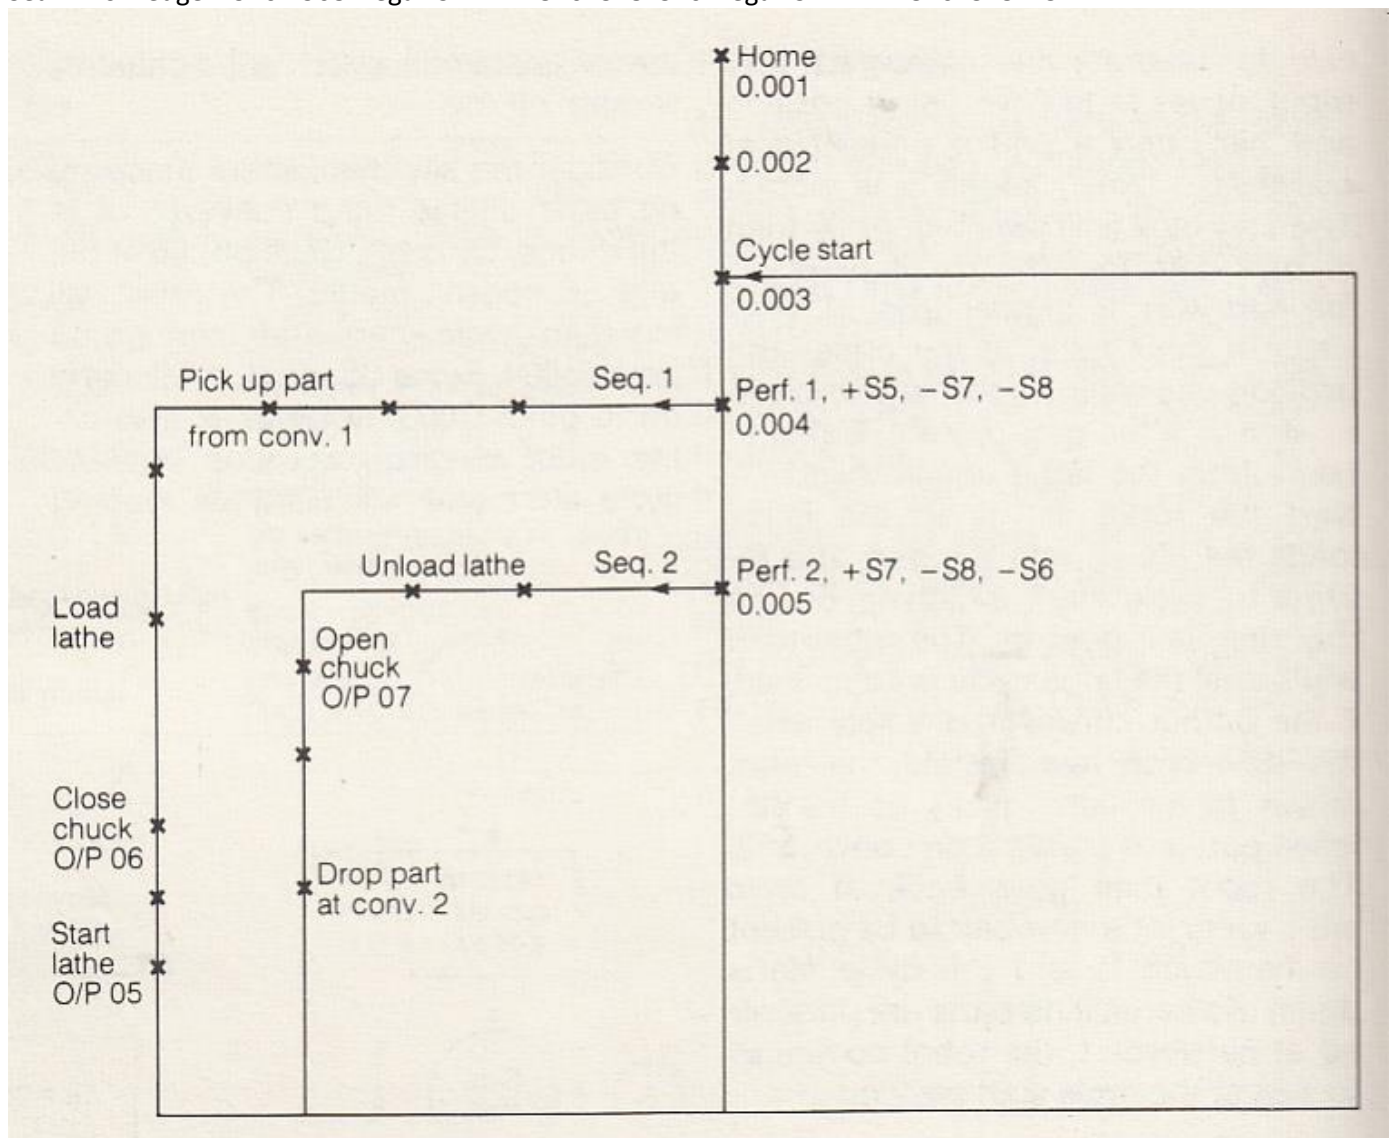 Home
0.001
0.002
Cycle start
0.003
Pick up part
from conv. 1
Seq. 1
Perf. 1, +S5, −S7, −S8
0.004
Unload lathe
Seq. 2
Perf. 2, +S7, −S8, −S6
0.005
Load
lathe
Open
chuck
O/P 07
Close
chuck
O/P 06
Drop part
at conv. 2
Start
lathe
O/P 05